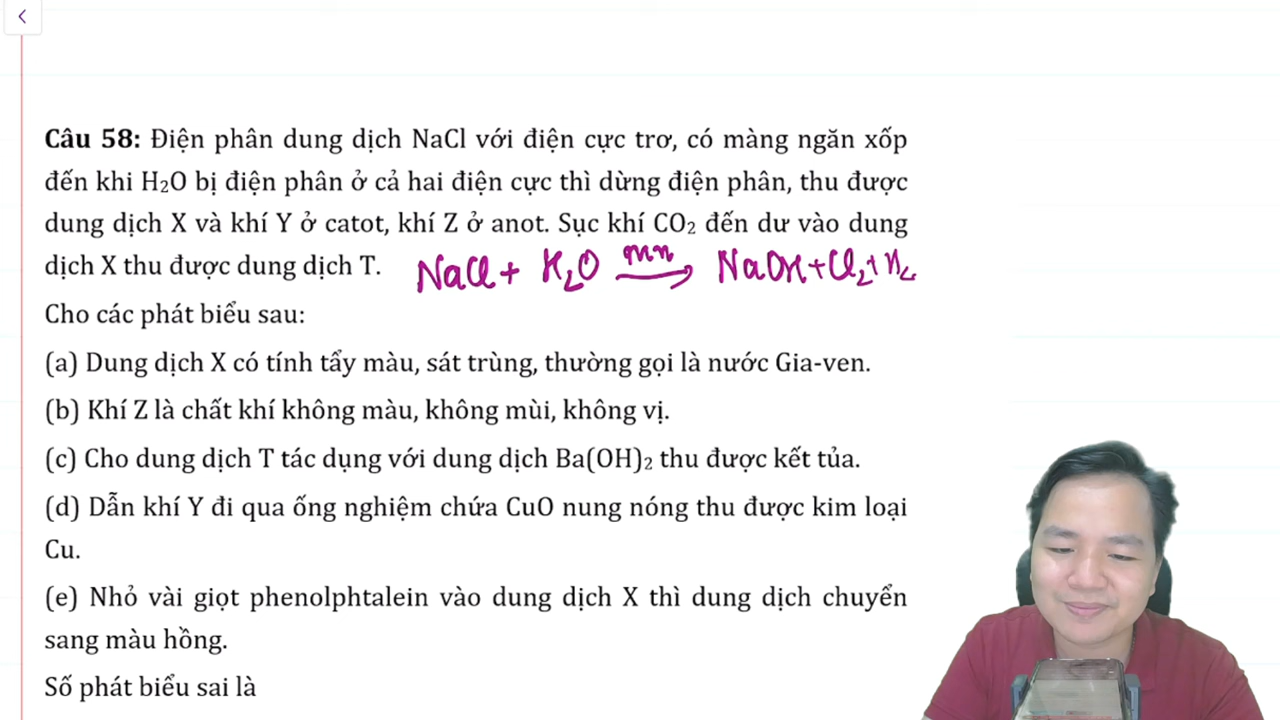 Câu 58: Điện phân dung dịch NaCl với điện cực trơ, có màng ngăn xốp
đến khi H₂O bị điện phân ở cả hai điện cực thì dừng điện phân, thu được
dung dịch X và khí Y ở catot, khí Z ở anot. Sục khí CO₂ đến dư vào dung
dịch X thu được dung dịch T.
NaCl + H₂O mn → NaOH + Cl₂ + H₂
Cho các phát biểu sau:
(a) Dung dịch X có tính tẩy màu, sát trùng, thường gọi là nước Gia-ven.
(b) Khí Z là chất khí không màu, không mùi, không vị.
(c) Cho dung dịch T tác dụng với dung dịch Ba(OH)₂ thu được kết tủa.
(d) Dẫn khí Y đi qua ống nghiệm chứa CuO nung nóng thu được kim loại
Cu.
(e) Nhỏ vài giọt phenolphtalein vào dung dịch X thì dung dịch chuyển
sang màu hồng.
Số phát biểu sai là